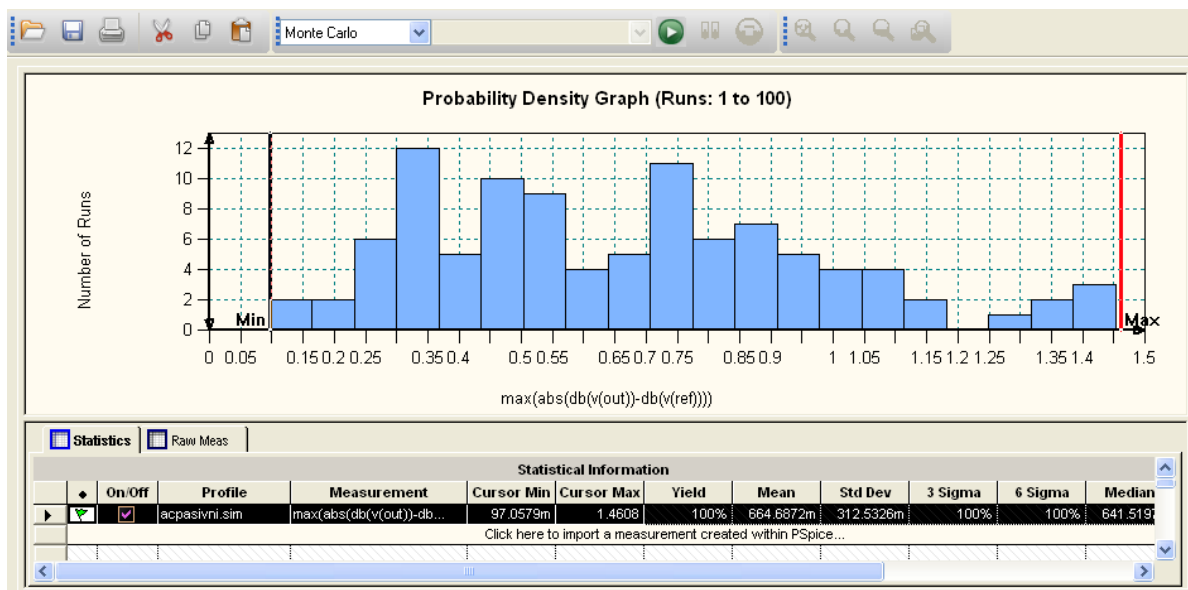 Monte Carlo
Probability Density Graph (Runs: 1 to 100)
Number of Runs
12
10
8
6
4
2
0
Min
Max
0 0.05 0.15 0.2 0.25 0.35 0.4 0.5 0.55 0.65 0.7 0.75 0.85 0.9 1 1.05 1.15 1.2 1.25 1.35 1.4 1.5
max(abs(db(v(out))-db(v(ref))))
Statistics Raw Meas
Statistical Information
On/Off Profile Measurement Cursor Min Cursor Max Yield Mean Std Dev 3 Sigma 6 Sigma Median
acpasivni.sim max(abs(db(v(out))-db... 97.0579m 1.4608 100% 664.6872m 312.5326m 100% 100% 641.5197
Click here to import a measurement created within PSpice...